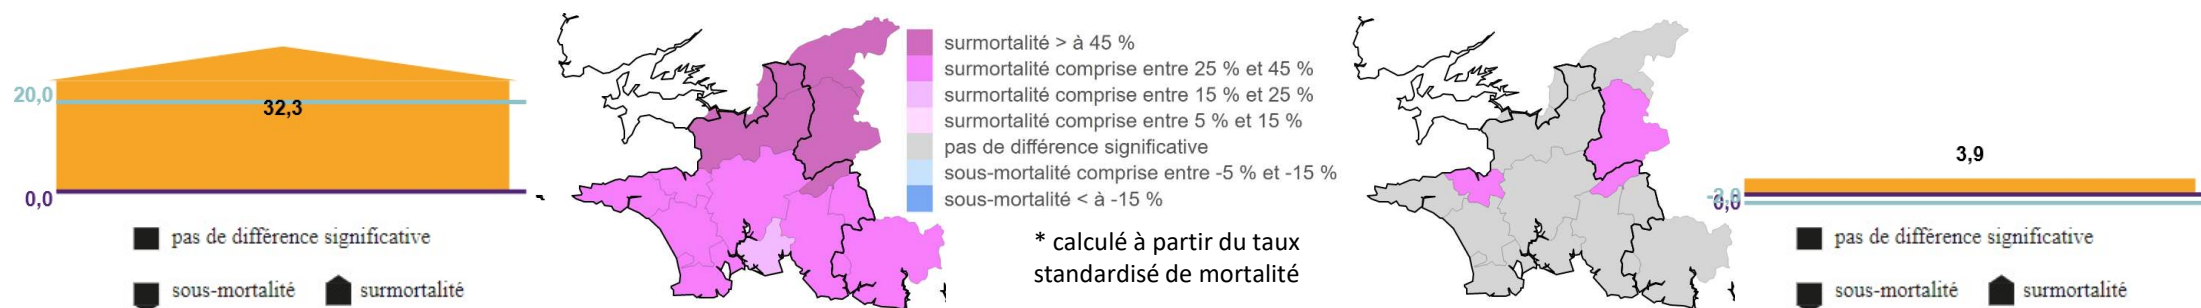 20,0
32,3
0,0
pas de différence significative
sous-mortalité
surmortalité
surmortalité > à 45 %
surmortalité comprise entre 25 % et 45 %
surmortalité comprise entre 15 % et 25 %
surmortalité comprise entre 5 % et 15 %
pas de différence significative
sous-mortalité comprise entre -5 % et -15 %
sous-mortalité < à -15 %
* calculé à partir du taux
standardisé de mortalité
3,9
0,0
pas de différence significative
sous-mortalité
surmortalité